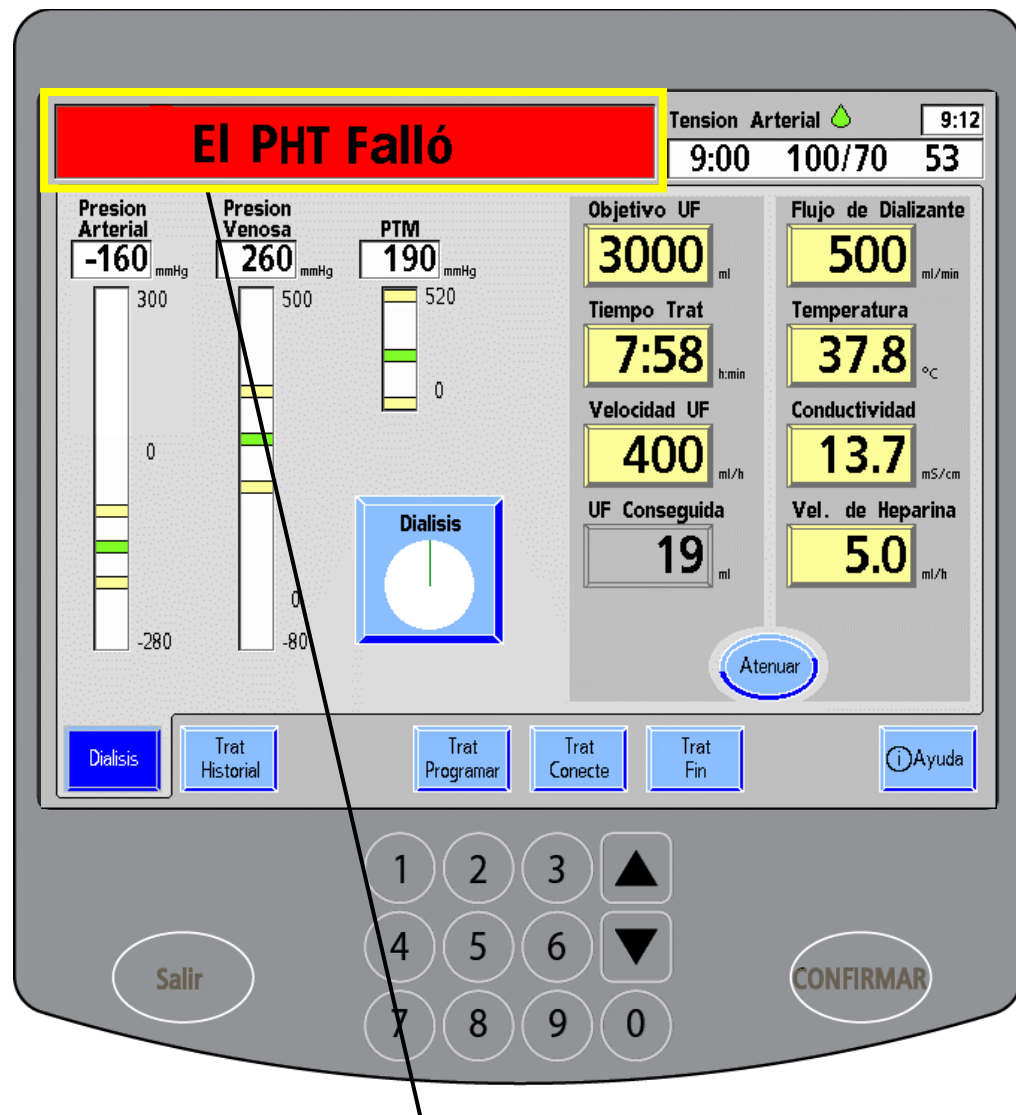 El PHT Falló
Tension Arterial 9:12
9:00 100/70 53
Presion Arterial
-160 mmHg
300
0
-280
Presion Venosa
260 mmHg
500
0
-80
PTM
190 mmHg
520
0
Dialisis
Objetivo UF
3000 ml
Tiempo Trat
7:58 h:min
Velocidad UF
400 ml/h
UF Conseguida
19 ml
Flujo de Dializante
500 ml/min
Temperatura
37.8 °C
Conductividad
13.7 mS/cm
Vel. de Heparina
5.0 ml/h
Atenuar
Dialisis
Trat
Historial
Trat
Programar
Trat
Conecte
Trat
Fin
i Ayuda
1 2 3
4 5 6
7 8 9 0
Salir
CONFIRMAR